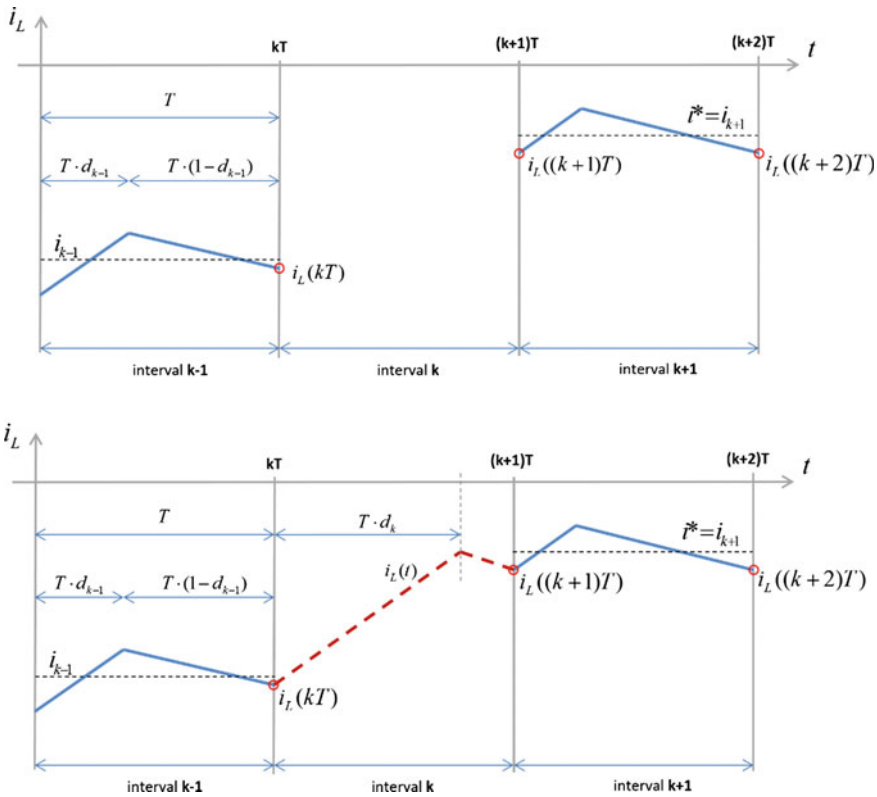 i_L
kT
(k+1)T
(k+2)T
t
T
i*=i_{k+1}
T·d_{k-1}
T·(1-d_{k-1})
i_L((k+1)T)
i_L((k+2)T)
i_{k-1}
i_L(kT)
interval k-1
interval k
interval k+1
i_L
kT
(k+1)T
(k+2)T
t
T
T·d_k
i*=i_{k+1}
i_L(t)
T·d_{k-1}
T·(1-d_{k-1})
i_L((k+1)T)
i_L((k+2)T)
i_{k-1}
i_L(kT)
interval k-1
interval k
interval k+1